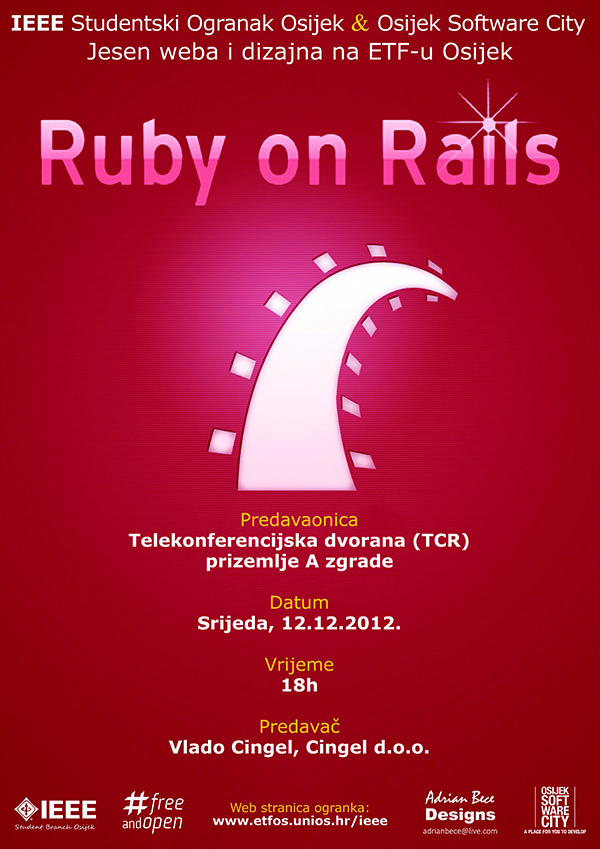 IEEE Studentski Ogranak Osijek & Osijek Software City
Jesen weba i dizajna na ETF-u Osijek
Ruby on Rails
Predavaonica
Telekonferencijska dvorana (TCR)
prizemlje A zgrade
Datum
Srijeda, 12.12.2012.
Vrijeme
18h
Predavač
Vlado Cingel, Cingel d.o.o.
IEEE
Student Branch Osijek
#free
andopen
Web stranica ogranka:
www.etfos.unios.hr/ieee
Adrian Bece
Designs
adrianbece@live.com
OSIJEK
SOFT
WARE
CITY
A PLACE FOR YOU TO DEVELOP